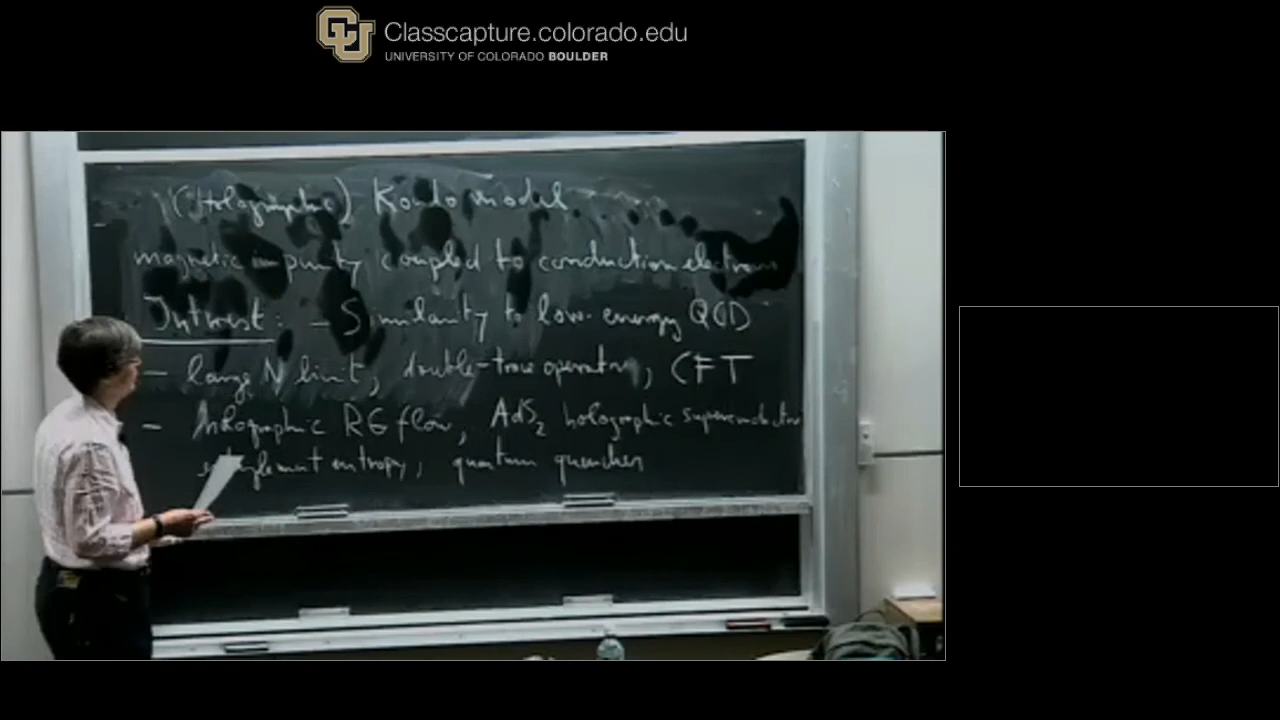 CU Classcapture.colorado.edu
UNIVERSITY OF COLORADO BOULDER
(Holographic) Kondo model
magnetic impurity coupled to conduction electrons
Interest: - Similarity to low-energy QCD
- large N limit, double-trace operators, CFT
- holographic RG flow, AdS2 holographic superconductor
entanglement entropy, quantum quenches